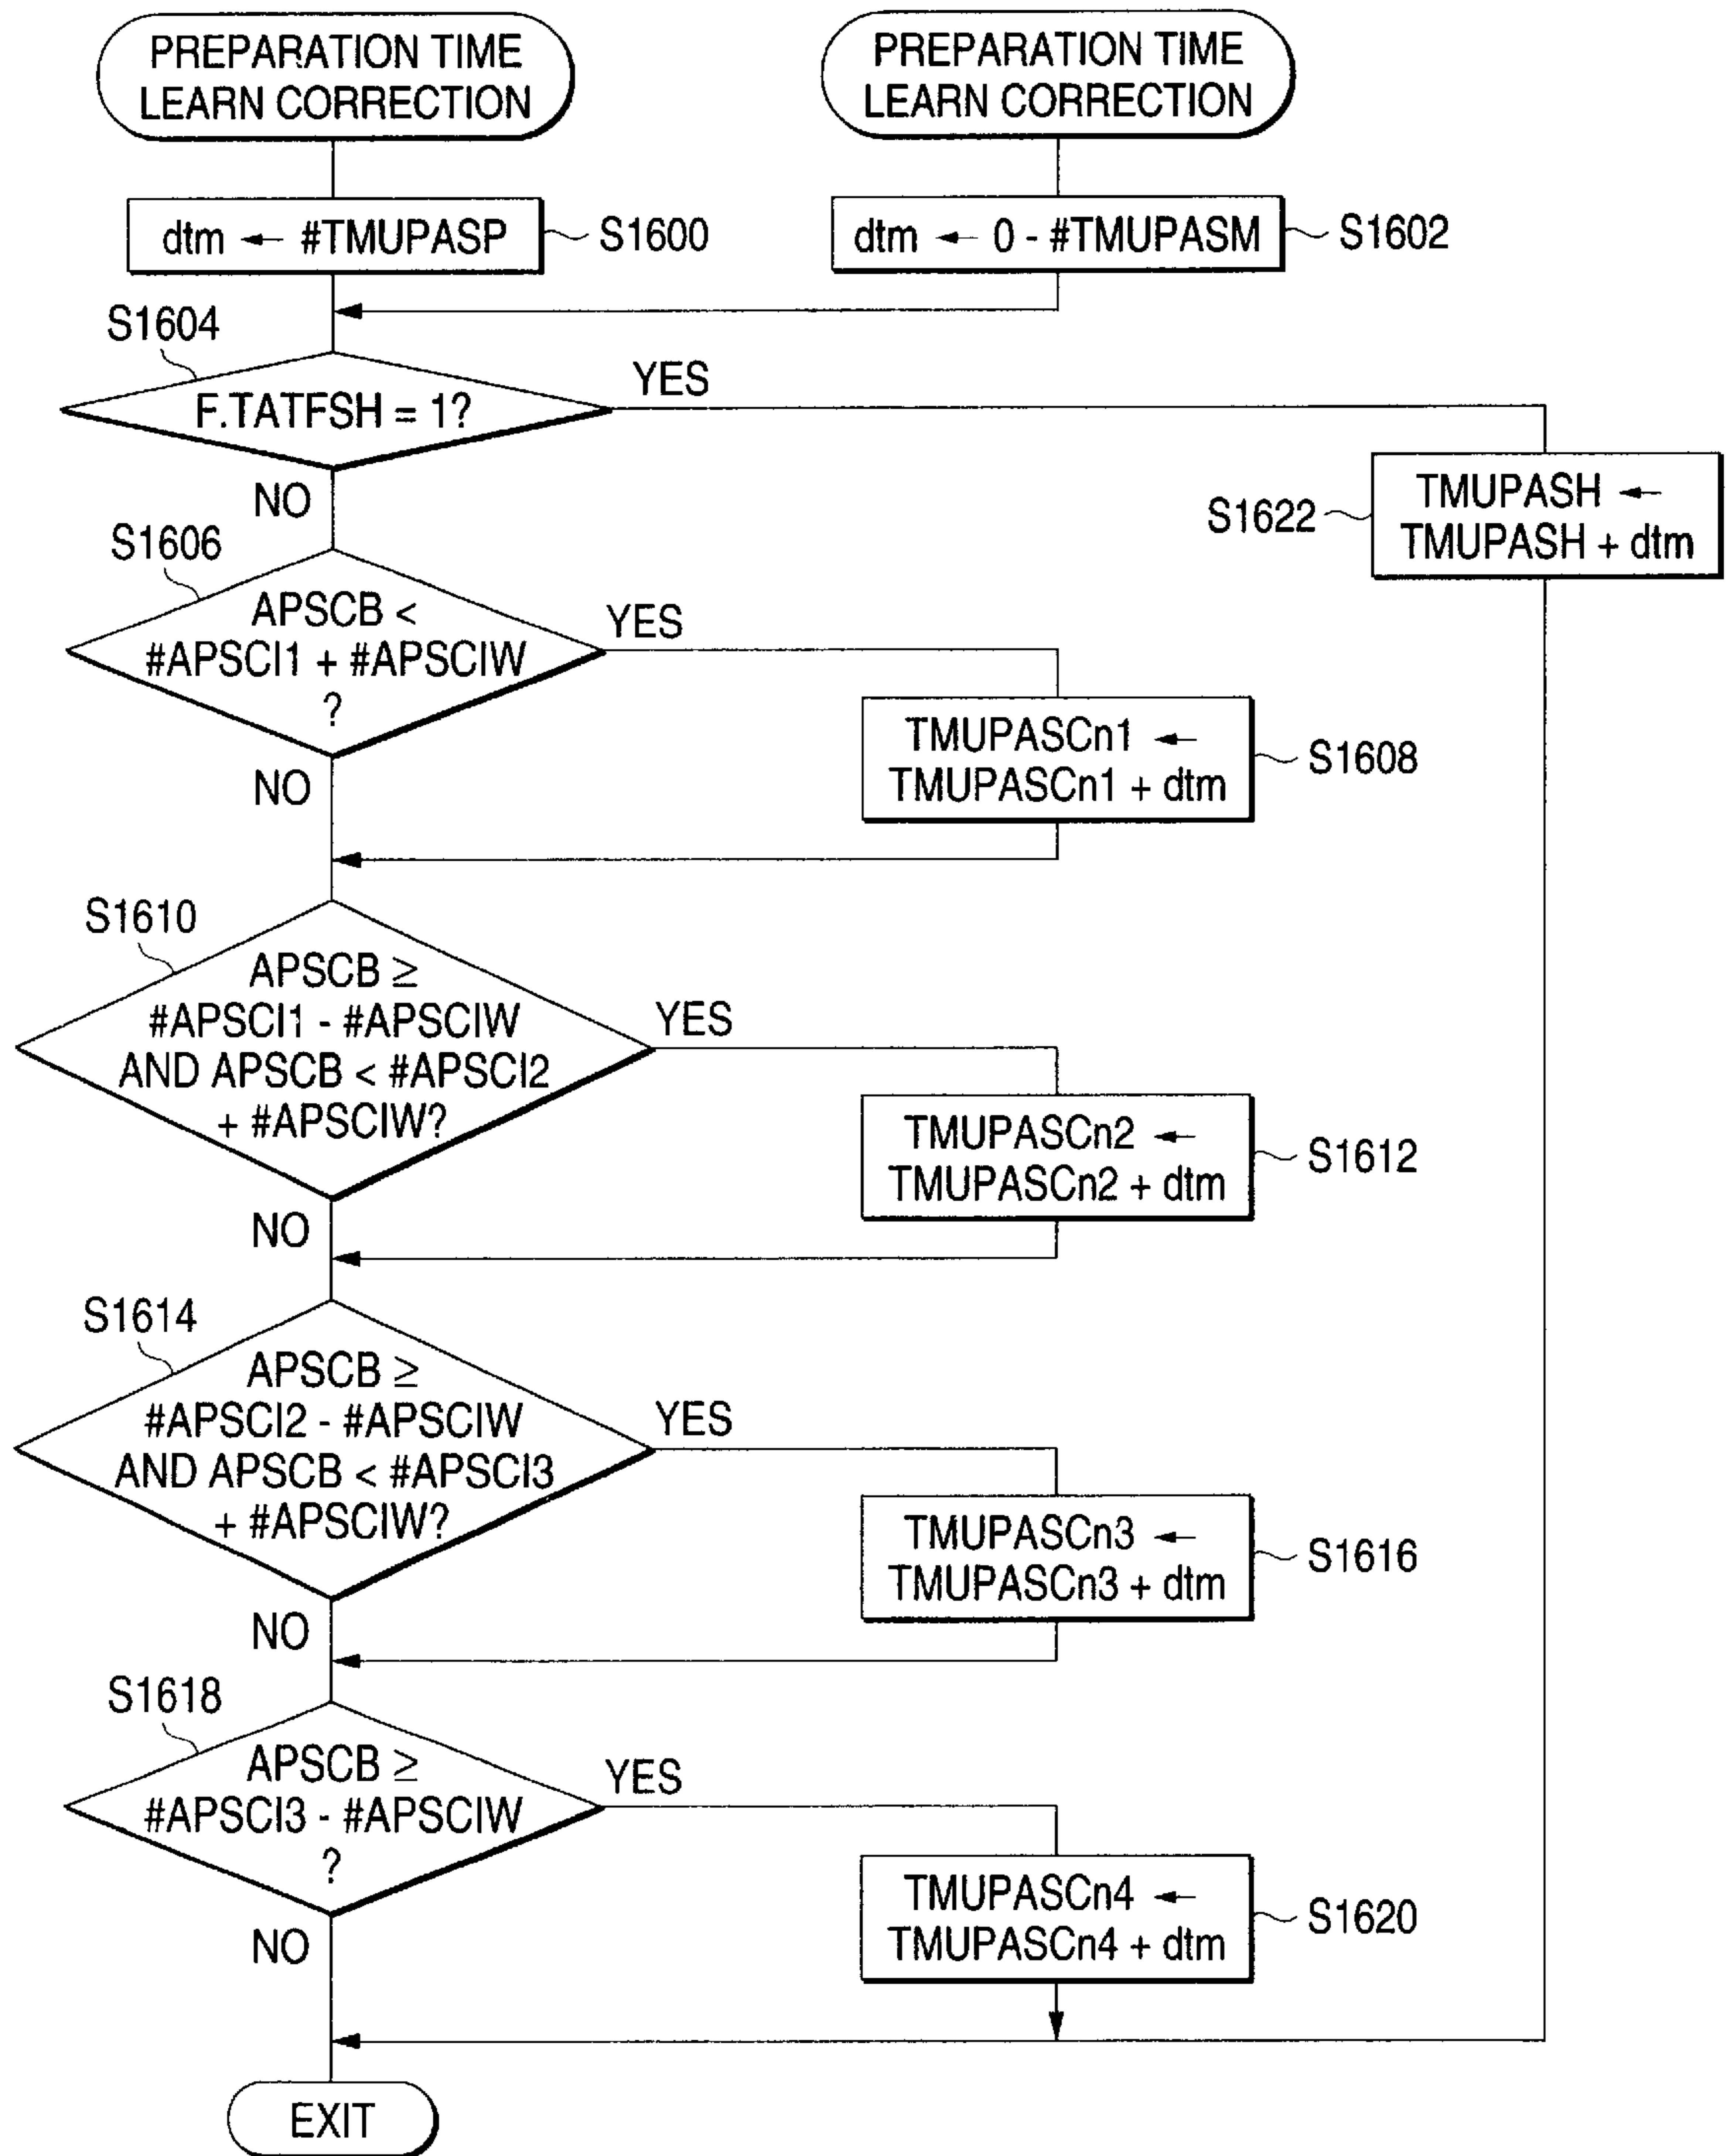 PREPARATION TIME
LEARN CORRECTION
PREPARATION TIME
LEARN CORRECTION
dtm ← #TMUPASP
S1600
dtm ← 0 - #TMUPASM
S1602
S1604
F.TATFSH = 1?
YES
NO
TMUPASH ←
TMUPASH + dtm
S1622
S1606
APSCB <
#APSCI1 + #APSCIW
?
YES
NO
TMUPASCn1 ←
TMUPASCn1 + dtm
S1608
S1610
APSCB ≥
#APSCI1 - #APSCIW
AND APSCB < #APSCI2
+ #APSCIW?
YES
NO
TMUPASCn2 ←
TMUPASCn2 + dtm
S1612
S1614
APSCB ≥
#APSCI2 - #APSCIW
AND APSCB < #APSCI3
+ #APSCIW?
YES
NO
TMUPASCn3 ←
TMUPASCn3 + dtm
S1616
S1618
APSCB ≥
#APSCI3 - #APSCIW
?
YES
NO
TMUPASCn4 ←
TMUPASCn4 + dtm
S1620
EXIT